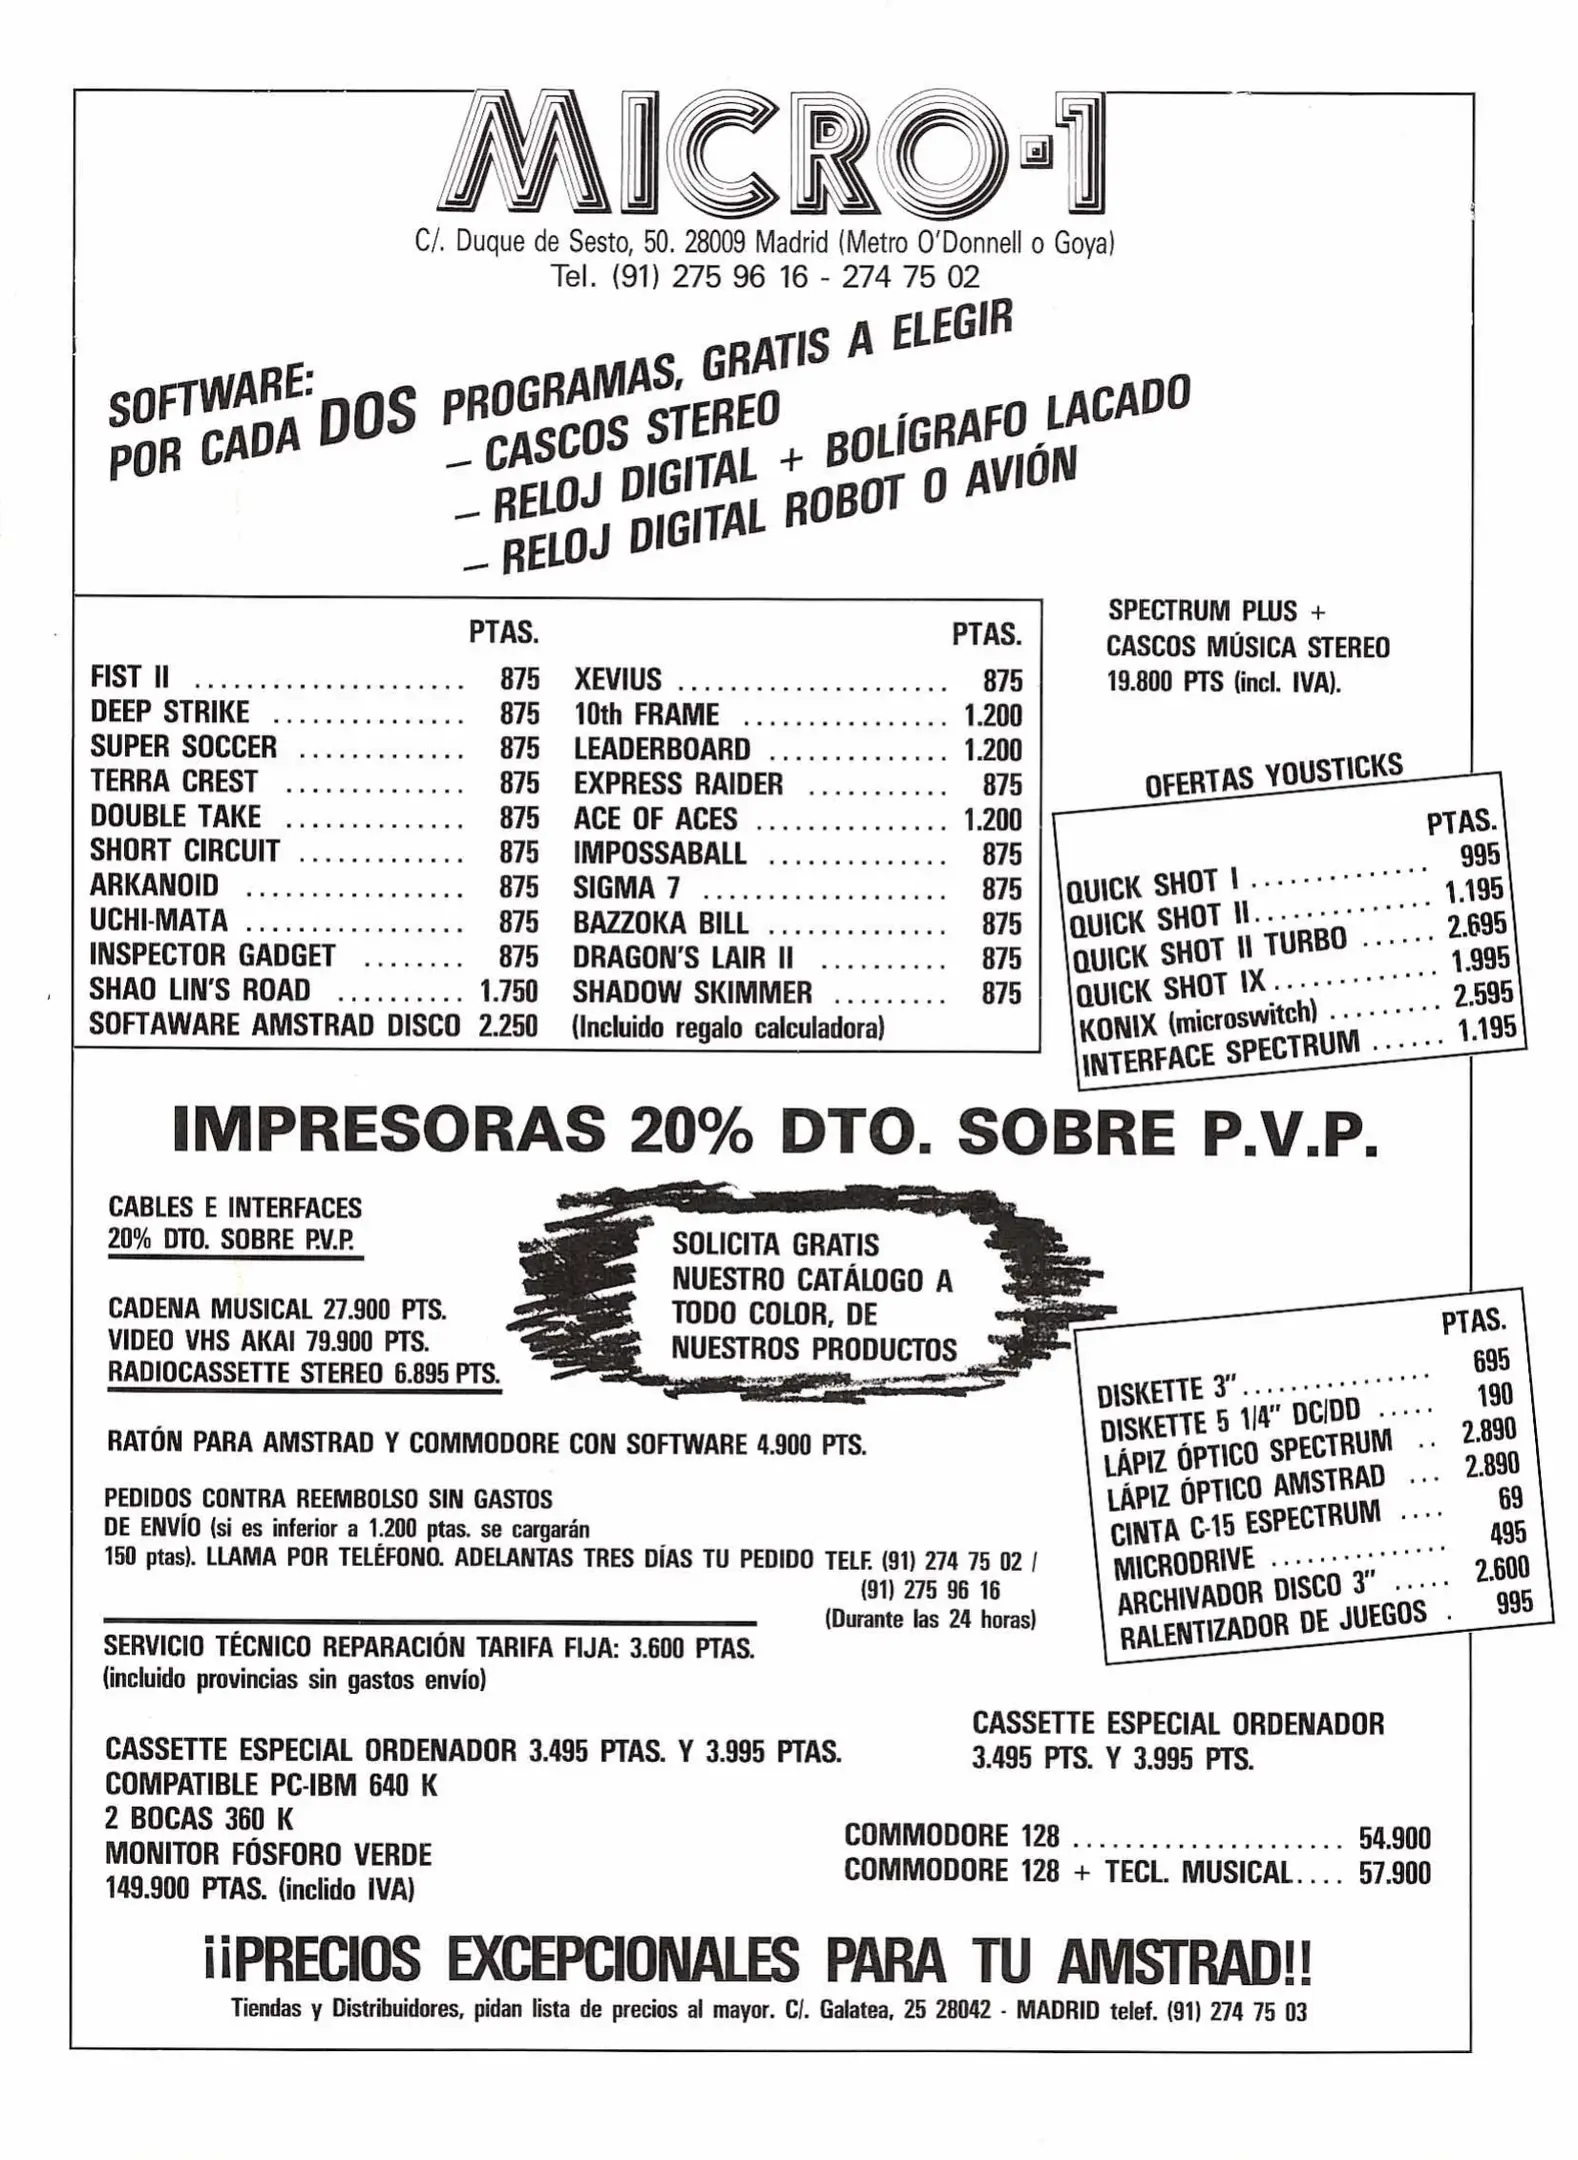 MICRO-1
C/. Duque de Sesto, 50. 28009 Madrid (Metro O'Donnell o Goya)
Tel. (91) 275 96 16 - 274 75 02
SOFTWARE:
POR CADA DOS PROGRAMAS, GRATIS A ELEGIR
– CASCOS STEREO
– RELOJ DIGITAL + BOLÍGRAFO LACADO
– RELOJ DIGITAL ROBOT O AVIÓN
PTAS.
FIST II ..................... 875
DEEP STRIKE ............... 875
SUPER SOCCER ............. 875
TERRA CREST .............. 875
DOUBLE TAKE .............. 875
SHORT CIRCUIT ............. 875
ARKANOID ................. 875
UCHI-MATA ................. 875
INSPECTOR GADGET ........ 875
SHAO LIN'S ROAD .......... 1.750
SOFTAWARE AMSTRAD DISCO 2.250
PTAS.
XEVIUS ..................... 875
10th FRAME ................ 1.200
LEADERBOARD .............. 1.200
EXPRESS RAIDER ........... 875
ACE OF ACES ............... 1.200
IMPOSSABALL .............. 875
SIGMA 7 ................... 875
BAZZOKA BILL .............. 875
DRAGON'S LAIR II .......... 875
SHADOW SKIMMER ......... 875
(Incluido regalo calculadora)
SPECTRUM PLUS +
CASCOS MÚSICA STEREO
19.800 PTS (incl. IVA).
OFERTAS YOUSTICKS
PTAS.
QUICK SHOT I .............. 995
QUICK SHOT II.............. 1.195
QUICK SHOT II TURBO ...... 2.695
QUICK SHOT IX............. 1.995
KONIX (microswitch) ......... 2.595
INTERFACE SPECTRUM ...... 1.195
IMPRESORAS 20% DTO. SOBRE P.V.P.
CABLES E INTERFACES
20% DTO. SOBRE P.V.P.
CADENA MUSICAL 27.900 PTS.
VIDEO VHS AKAI 79.900 PTS.
RADIOCASSETTE STEREO 6.895 PTS.
SOLICITA GRATIS
NUESTRO CATÁLOGO A
TODO COLOR, DE
NUESTROS PRODUCTOS
PTAS.
DISKETTE 3"............... 695
DISKETTE 5 1/4" DC/DD ..... 190
LÁPIZ ÓPTICO SPECTRUM .. 2.890
LÁPIZ ÓPTICO AMSTRAD ... 2.890
CINTA C-15 ESPECTRUM .... 69
MICRODRIVE .............. 495
ARCHIVADOR DISCO 3" ..... 2.600
RALENTIZADOR DE JUEGOS . 995
RATÓN PARA AMSTRAD Y COMMODORE CON SOFTWARE 4.900 PTS.
PEDIDOS CONTRA REEMBOLSO SIN GASTOS
DE ENVÍO (si es inferior a 1.200 ptas. se cargarán
150 ptas). LLAMA POR TELÉFONO. ADELANTAS TRES DÍAS TU PEDIDO TELF. (91) 274 75 02 /
(91) 275 96 16
(Durante las 24 horas)
SERVICIO TÉCNICO REPARACIÓN TARIFA FIJA: 3.600 PTAS.
(incluido provincias sin gastos envío)
CASSETTE ESPECIAL ORDENADOR 3.495 PTAS. Y 3.995 PTAS.
COMPATIBLE PC-IBM 640 K
2 BOCAS 360 K
MONITOR FÓSFORO VERDE
149.900 PTAS. (inclido IVA)
CASSETTE ESPECIAL ORDENADOR
3.495 PTS. Y 3.995 PTS.
COMMODORE 128 ..................... 54.900
COMMODORE 128 + TECL. MUSICAL.... 57.900
¡¡PRECIOS EXCEPCIONALES PARA TU AMSTRAD!!
Tiendas y Distribuidores, pidan lista de precios al mayor. C/. Galatea, 25 28042 - MADRID telef. (91) 274 75 03